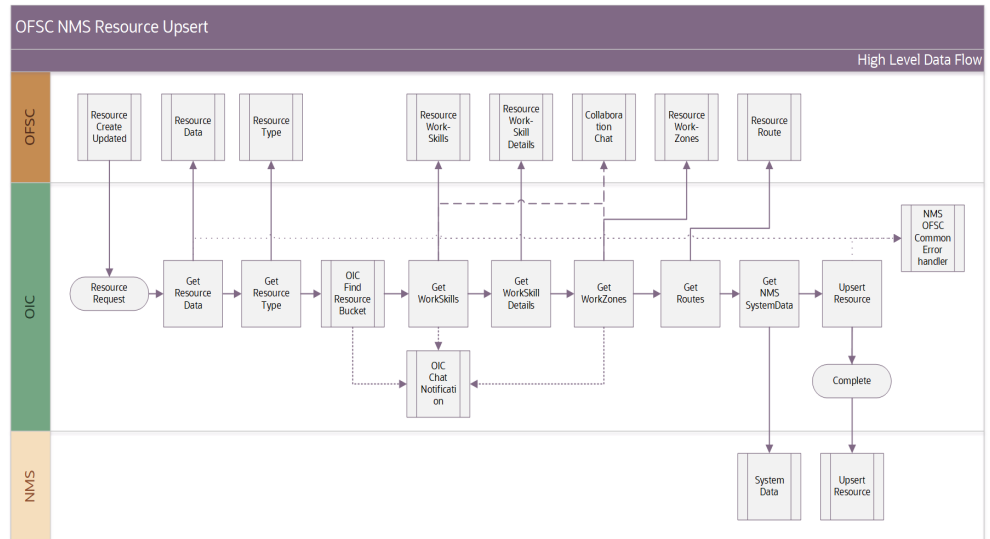 OFSC NMS Resource Upsert
High Level Data Flow
OFSC
Resource
Create
Updated
Resource
Data
Resource
Type
Resource
Work-
Skills
Resource
Work-
Skill
Details
Collabora
tion
Chat
Resource
Work-
Zones
Resource
Route
OIC
NMS
OFSC
Common
Error
handler
Resource
Request
Get
Resource
Data
Get
Resource
Type
OIC
Find
Resource
Bucket
Get
WorkSkills
Get
WorkSkill
Details
Get
WorkZones
Get
Routes
Get
NMS
SystemData
Upsert
Resource
OIC
Chat
Notificati
on
Complete
NMS
System
Data
Upsert
Resource